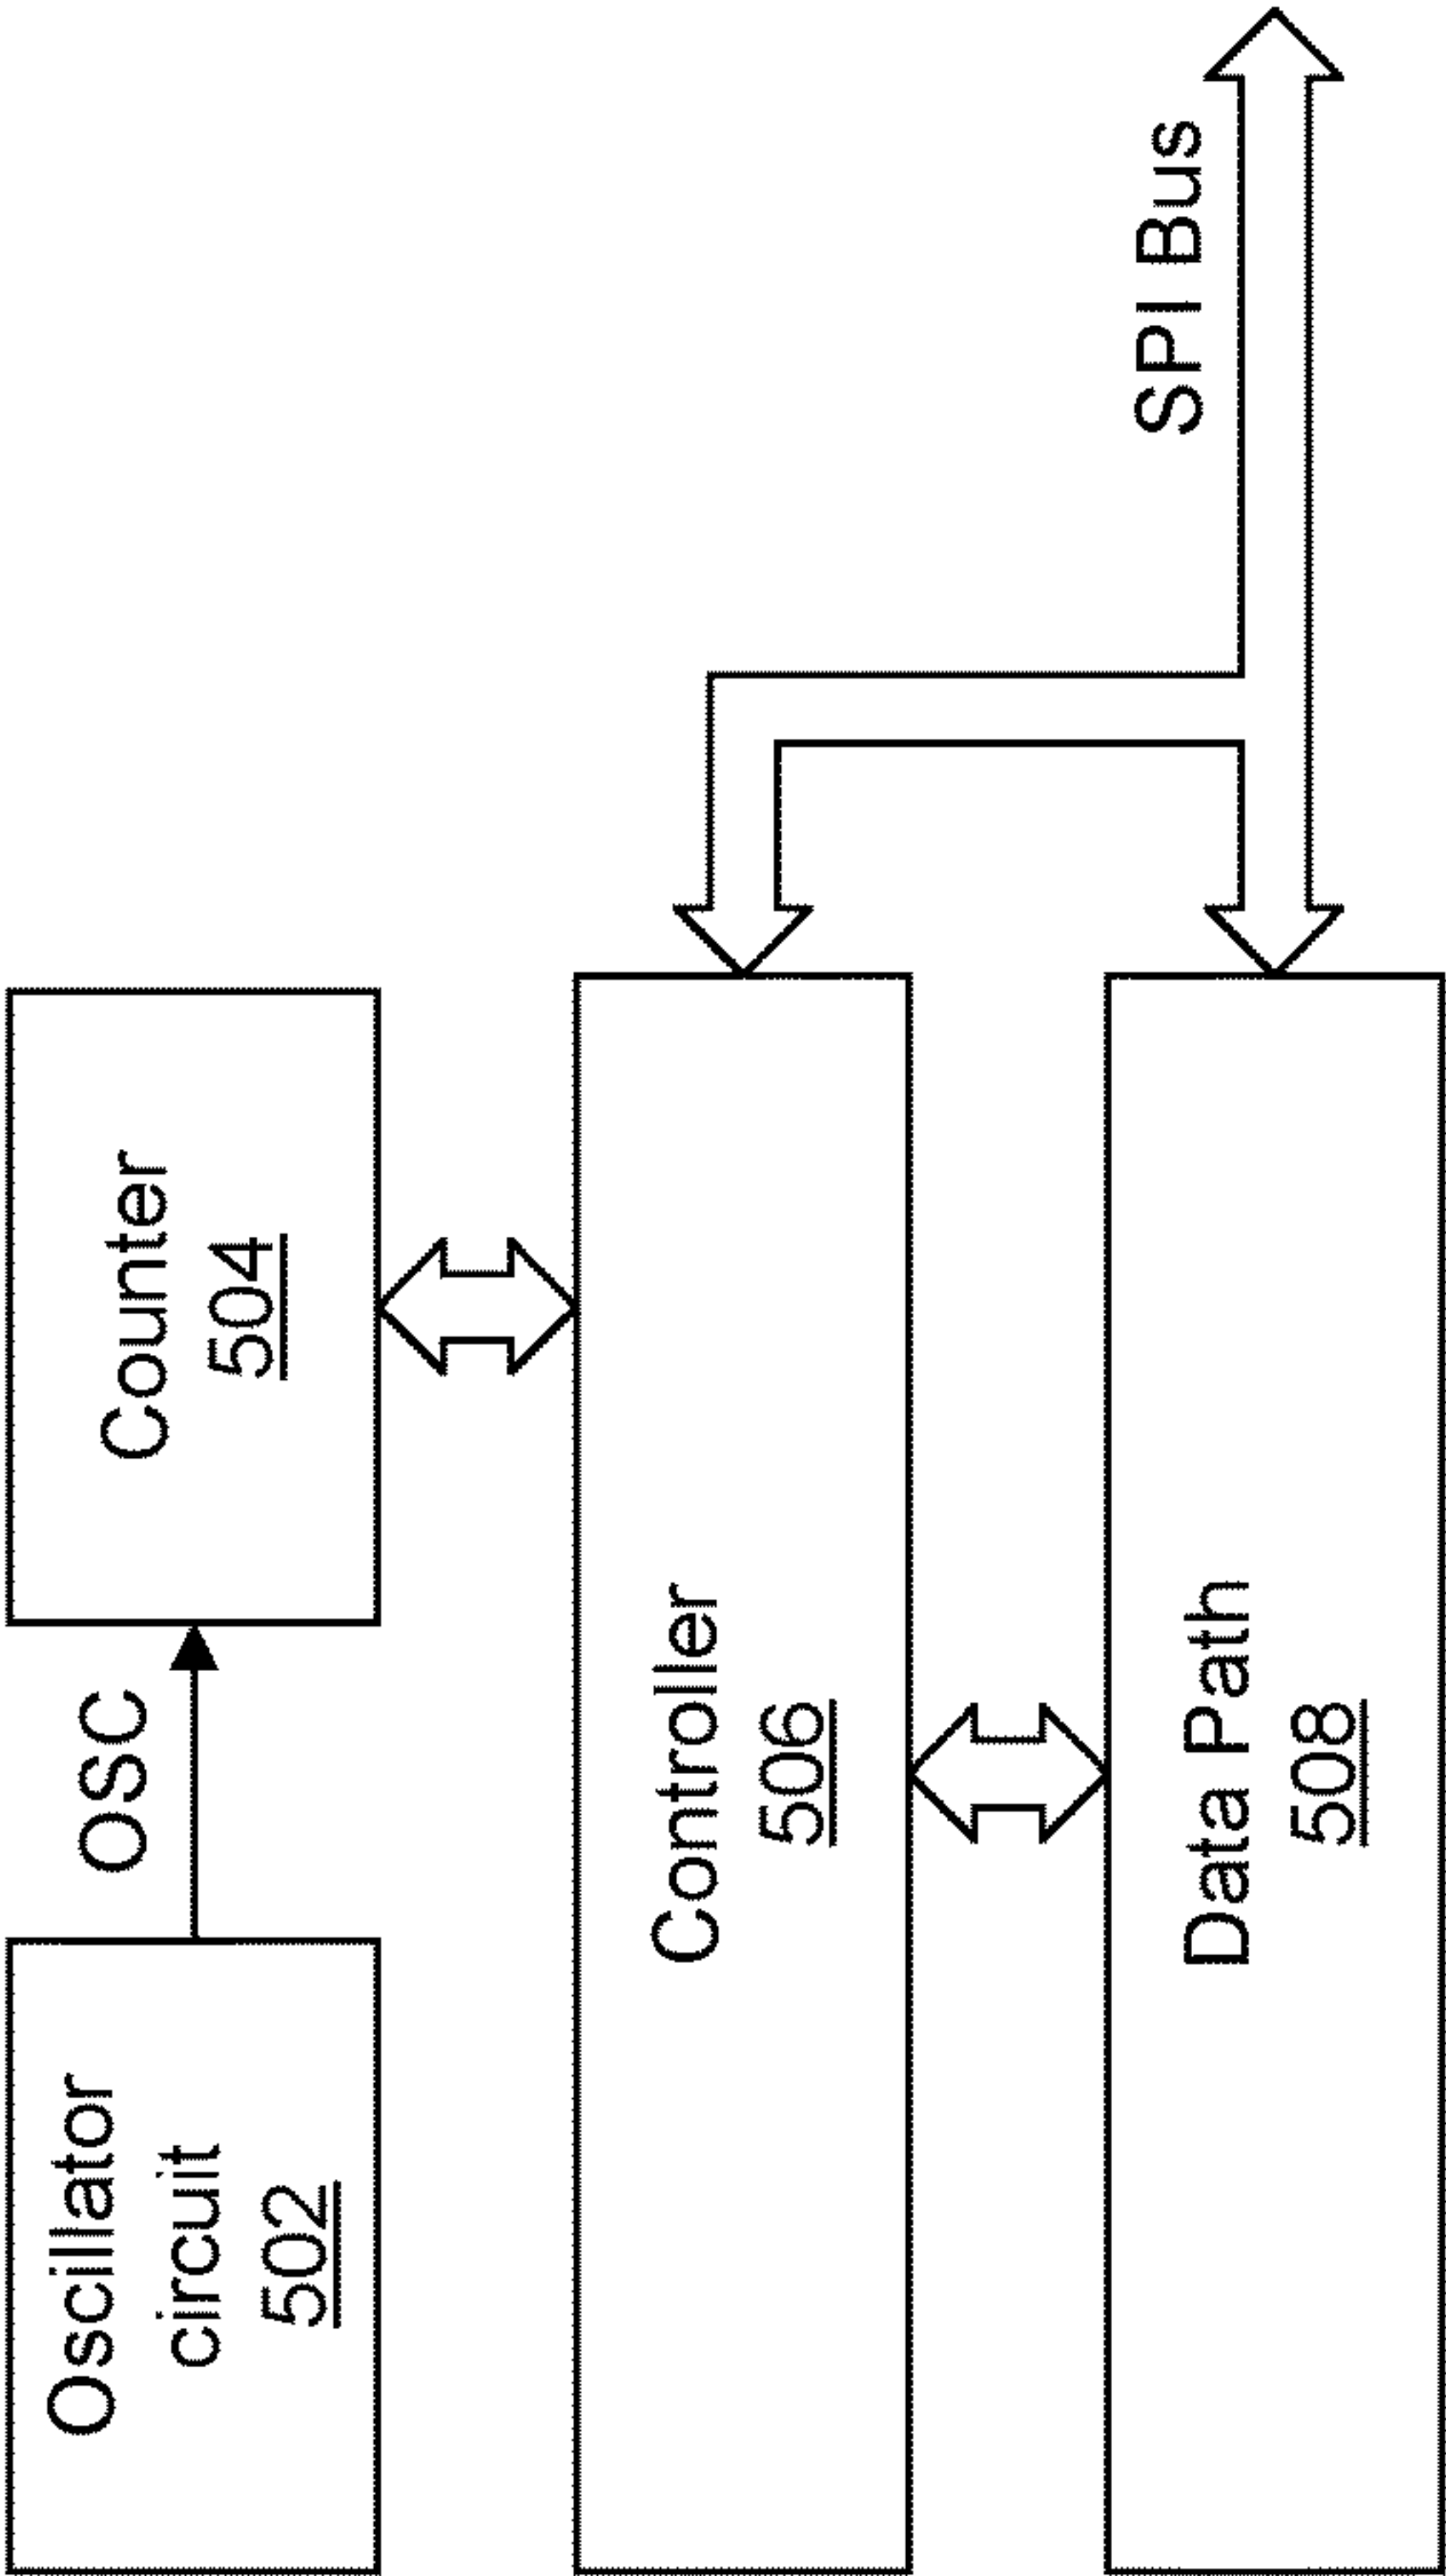 Oscillator
circuit
502
OSC
Counter
504
Controller
506
SPI Bus
Data Path
508